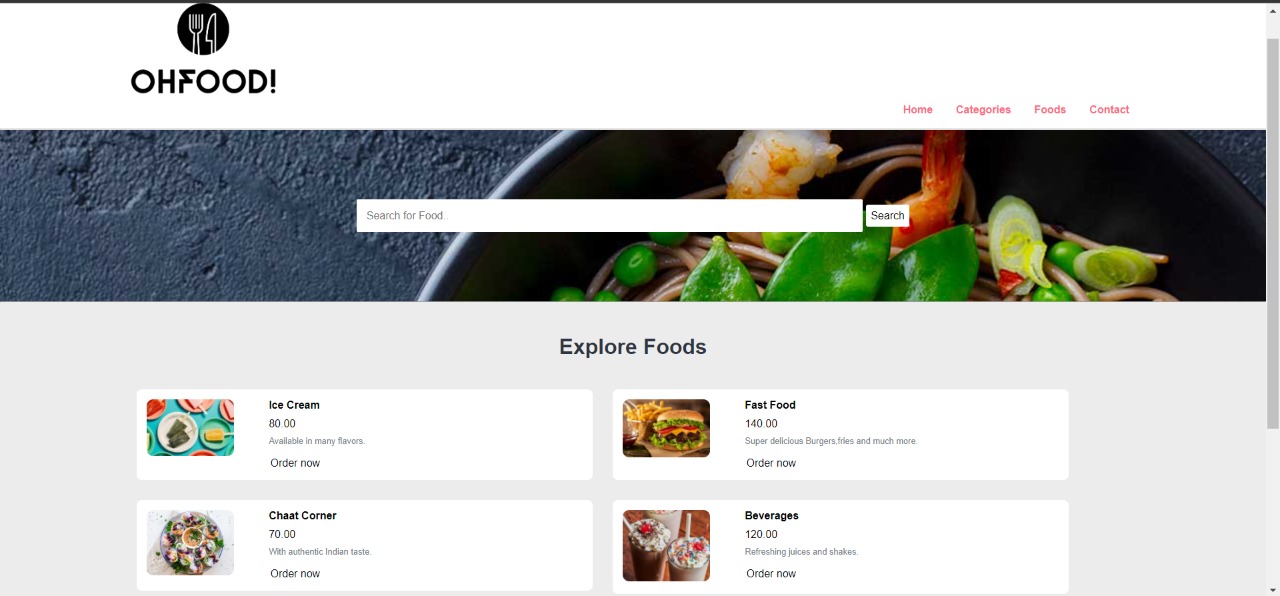 OHFOOD!
Home Categories Foods Contact
Search for Food.. Search
Explore Foods
Ice Cream
80.00
Available in many flavors.
Order now
Fast Food
140.00
Super delicious Burgers,fries and much more.
Order now
Chaat Corner
70.00
With authentic Indian taste.
Order now
Beverages
120.00
Refreshing juices and shakes.
Order now